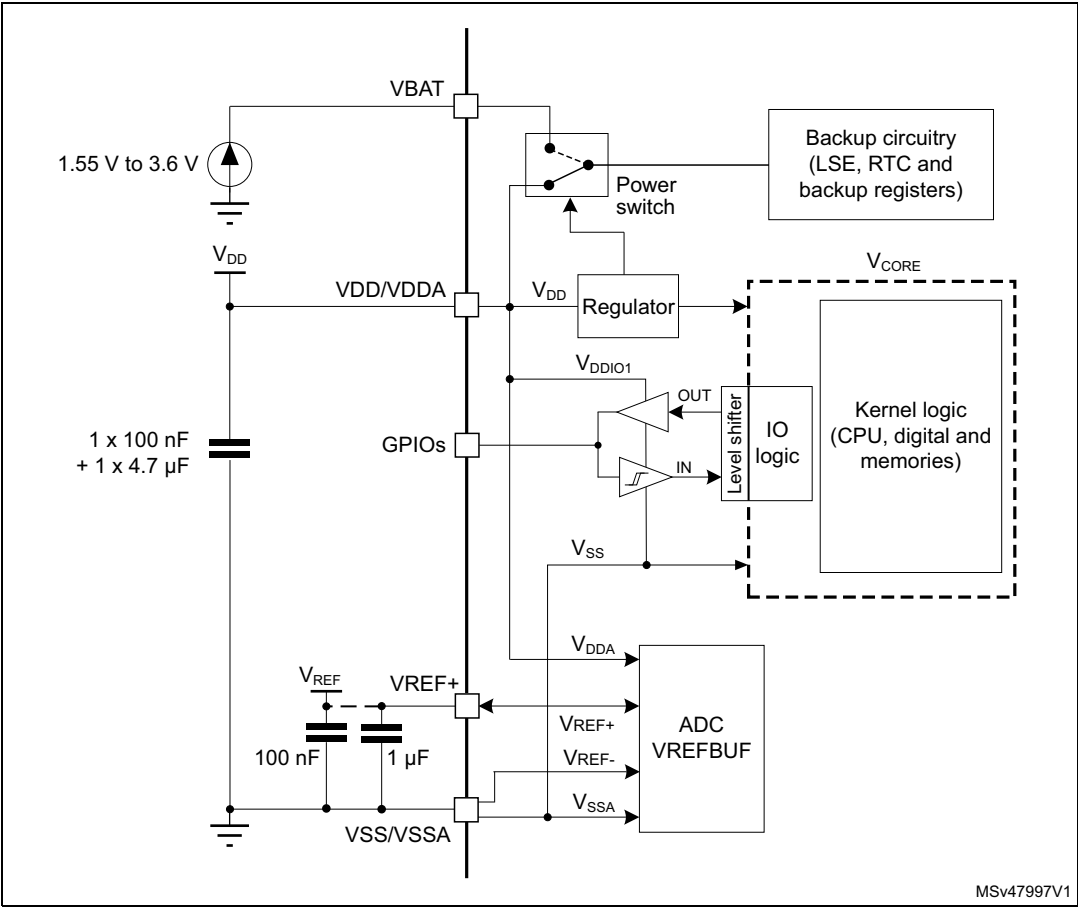 VBAT
1.55 V to 3.6 V
Power
switch
Backup circuitry
(LSE, RTC and
backup registers)
VDD
VDD/VDDA
VDD
Regulator
VCORE
VDDIO1
OUT
GPIOs
IN
Level shifter
IO
logic
Kernel logic
(CPU, digital and
memories)
1 x 100 nF
+ 1 x 4.7 µF
VSS
VDDA
VREF
VREF+
VREF+
ADC
VREFBUF
100 nF
1 µF
VREF-
VSSA
VSS/VSSA
MSv47997V1